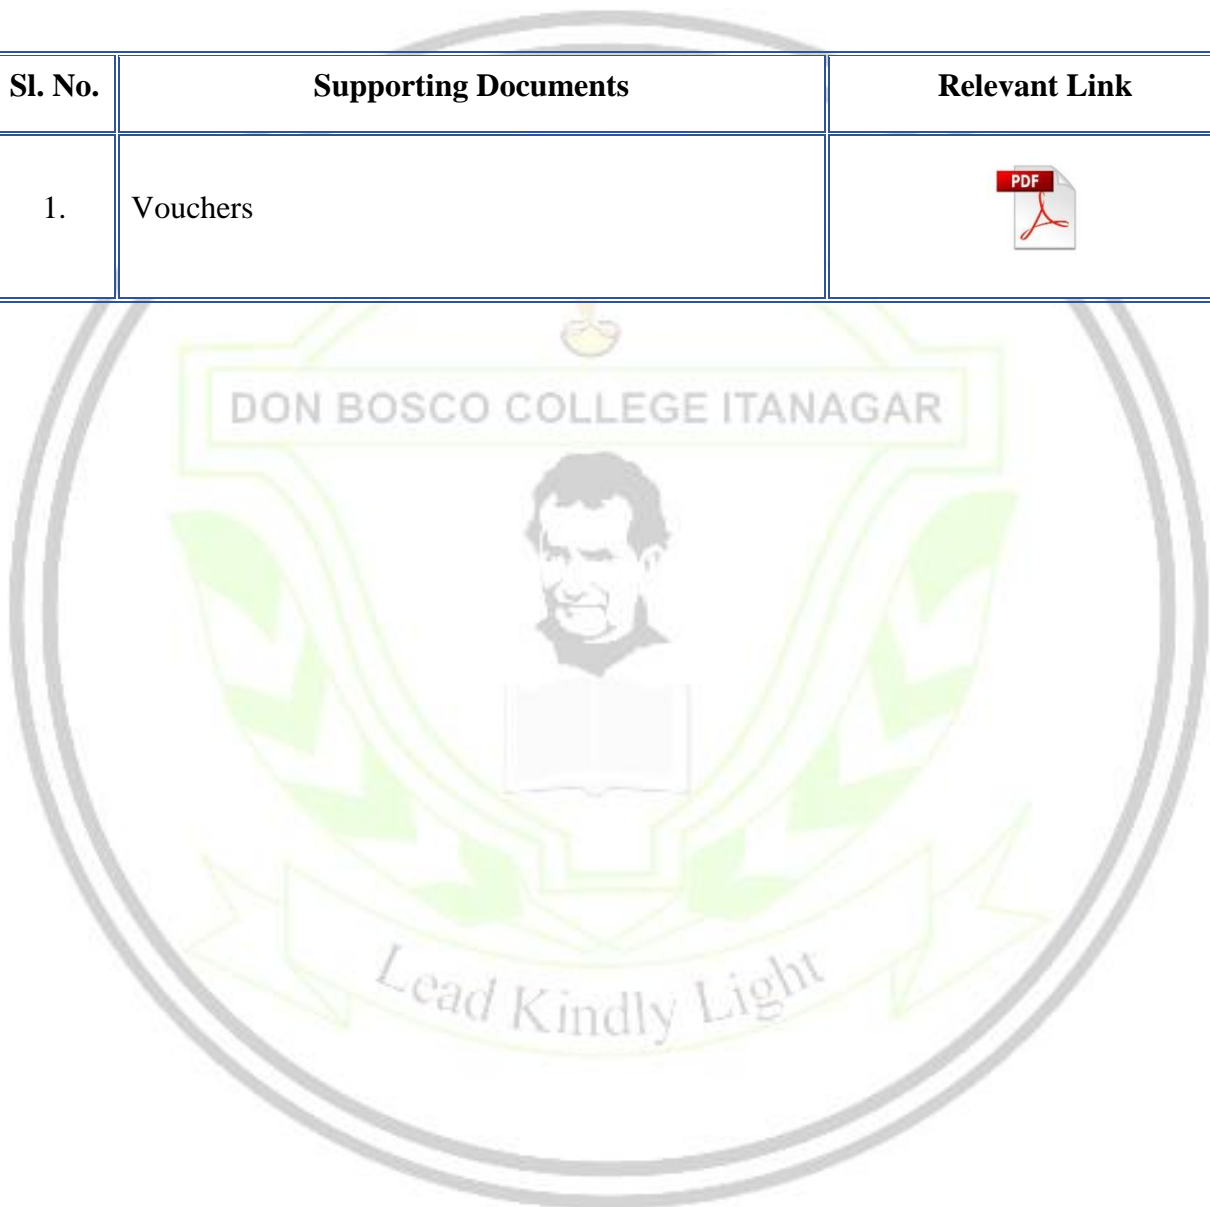 Sl. No. Supporting Documents Relevant Link
1. Vouchers PDF
DON BOSCO COLLEGE ITANAGAR
Lead Kindly Light